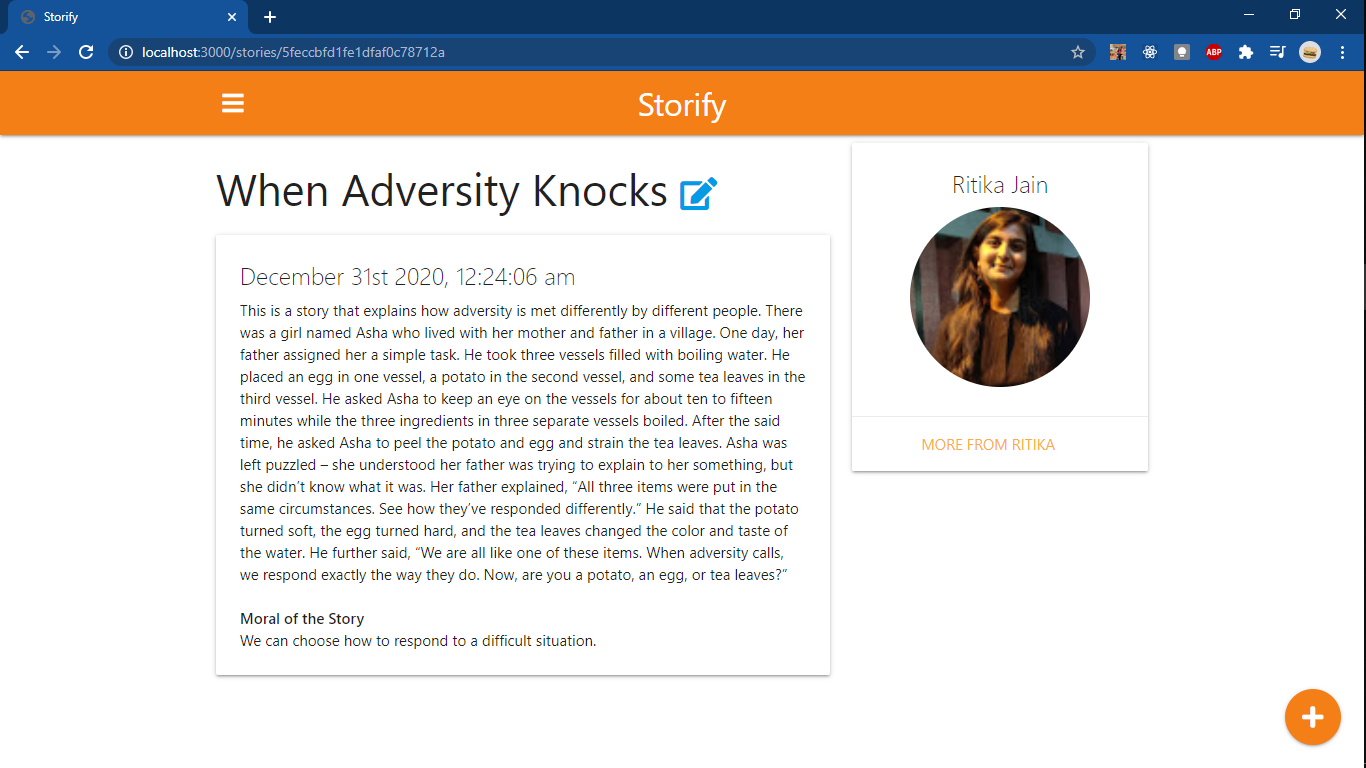 Storify
localhost:3000/stories/5feccbfd1fe1dfaf0c78712a
ABP
Storify
When Adversity Knocks
December 31st 2020, 12:24:06 am
This is a story that explains how adversity is met differently by different people. There
was a girl named Asha who lived with her mother and father in a village. One day, her
father assigned her a simple task. He took three vessels filled with boiling water. He
placed an egg in one vessel, a potato in the second vessel, and some tea leaves in the
third vessel. He asked Asha to keep an eye on the vessels for about ten to fifteen
minutes while the three ingredients in three separate vessels boiled. After the said
time, he asked Asha to peel the potato and egg and strain the tea leaves. Asha was
left puzzled – she understood her father was trying to explain to her something, but
she didn’t know what it was. Her father explained, “All three items were put in the
same circumstances. See how they’ve responded differently.” He said that the potato
turned soft, the egg turned hard, and the tea leaves changed the color and taste of
the water. He further said, “We are all like one of these items. When adversity calls,
we respond exactly the way they do. Now, are you a potato, an egg, or tea leaves?”
Moral of the Story
We can choose how to respond to a difficult situation.
Ritika Jain
MORE FROM RITIKA